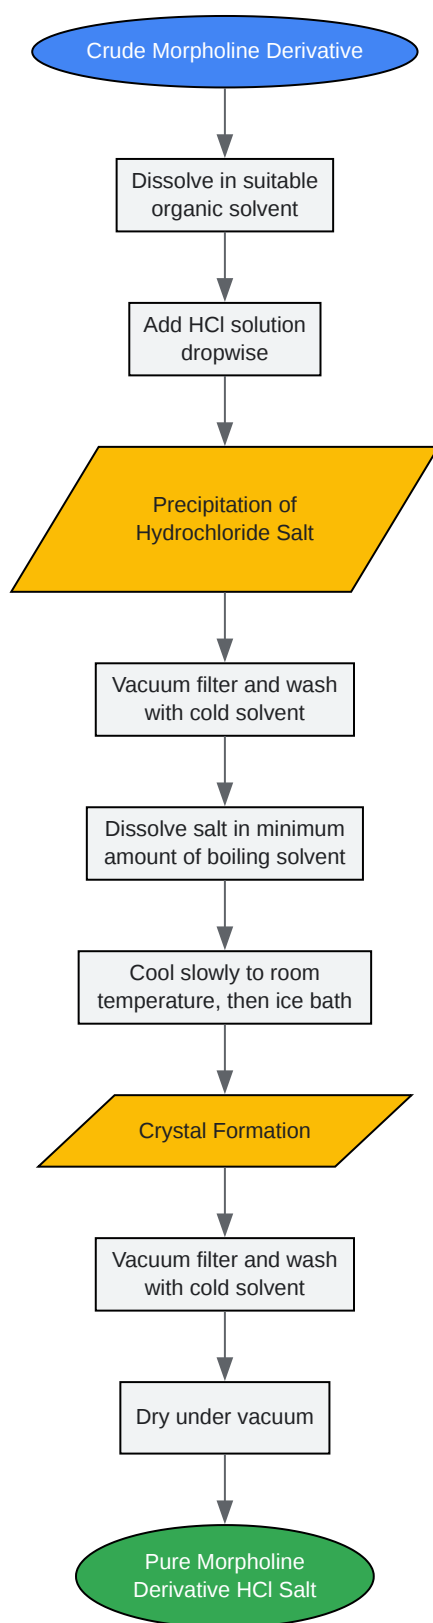 Crude Morpholine Derivative
Dissolve in suitable
organic solvent
Add HCl solution
dropwise
Precipitation of
Hydrochloride Salt
Vacuum filter and wash
with cold solvent
Dissolve salt in minimum
amount of boiling solvent
Cool slowly to room
temperature, then ice bath
Crystal Formation
Vacuum filter and wash
with cold solvent
Dry under vacuum
Pure Morpholine
Derivative HCl Salt